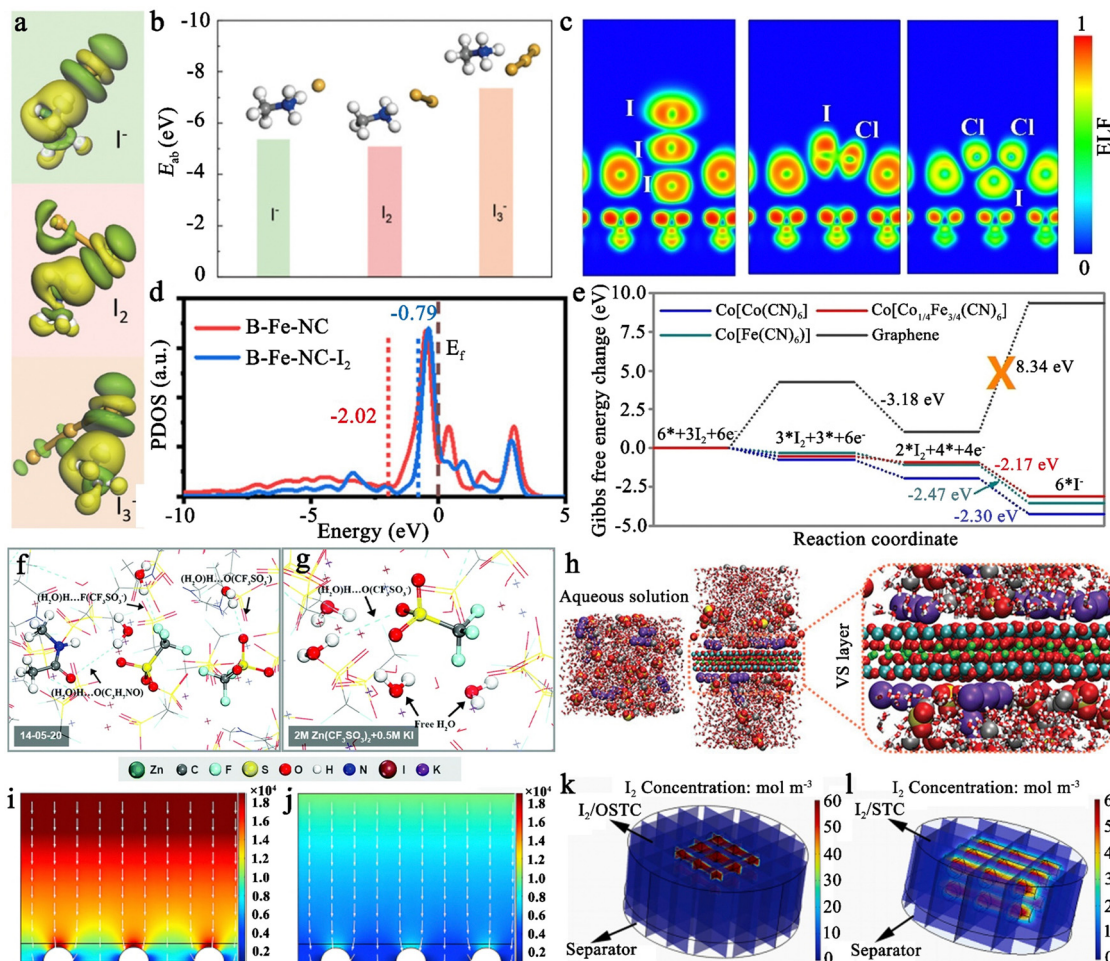 a
I⁻
I₂
I₃⁻
b
-10
-8
-6
-4
-2
0
E_ab (eV)
I⁻
I₂
I₃⁻
c
I
I
I
I
Cl
Cl
Cl
I
1
ELF
0
d
B-Fe-NC
B-Fe-NC-I₂
-0.79
E_f
-2.02
PDOS (a.u.)
-10
-5
0
5
Energy (eV)
e
Gibbs free energy change (eV)
10.0
7.5
5.0
2.5
0.0
-2.5
-5.0
Co[Co(CN)₆]
Co[Co₁/₄Fe₃/₄(CN)₆]
Co[Fe(CN)₆)]
Graphene
X
8.34 eV
-3.18 eV
6*+3I₂+6e⁻
3*I₂+3*+6e⁻
2*I₂+4*+4e⁻
-2.17 eV
6*I⁻
-2.47 eV
-2.30 eV
Reaction coordinate
f
(H₂O)H...O(CF₃SO₃⁻)
(H₂O)H...F(CF₃SO₃⁻)
14-05-20
g
(H₂O)H...O(CF₃SO₃⁻)
Free H₂O
2M Zn(CF₃SO₃)₂+0.5M KI
h
Aqueous solution
VS layer
Zn C F S O H N I K
i
×10⁴
1.8
1.6
1.4
1.2
1.0
0.8
0.6
0.4
0.2
j
×10⁴
1.8
1.6
1.4
1.2
1.0
0.8
0.6
0.4
0.2
k
I₂ Concentration: mol m⁻³
I₂/OSTC
Separator
60
50
40
30
20
10
0
l
I₂ Concentration: mol m⁻³
I₂/STC
Separator